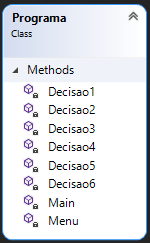 Programa
Class
Methods
Decisao1
Decisao2
Decisao3
Decisao4
Decisao5
Decisao6
Main
Menu